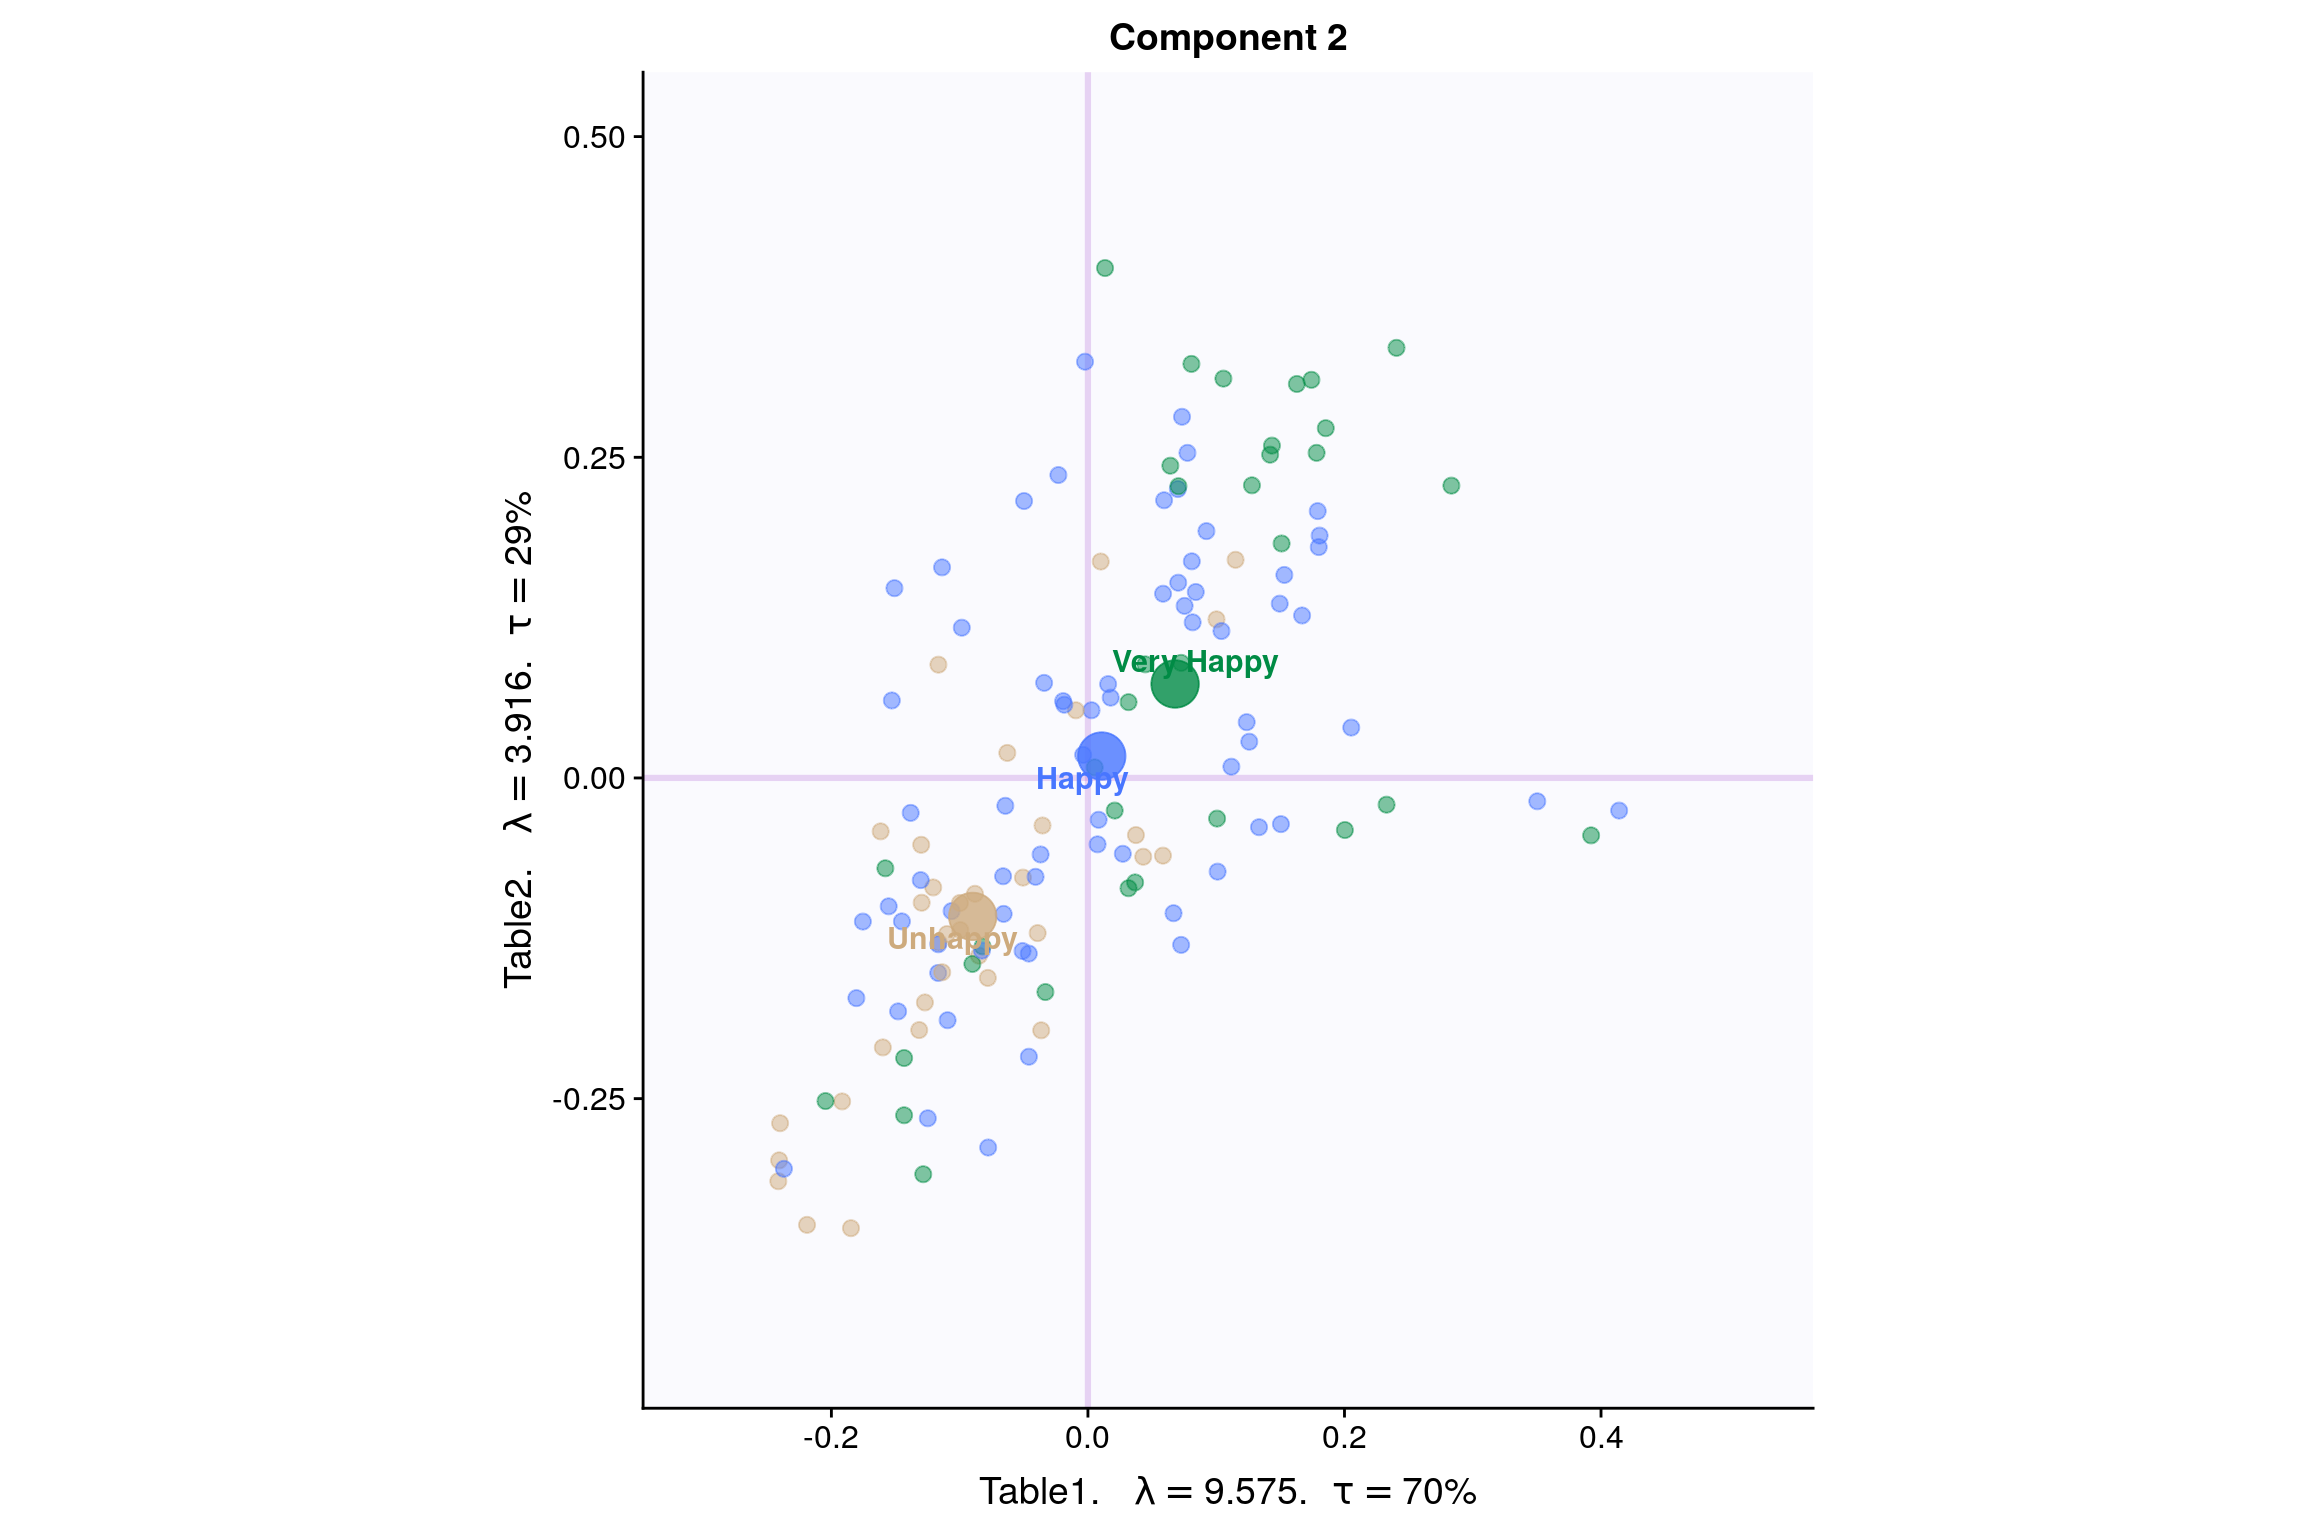 Component 2
0.50
0.25
0.00
-0.25
Table2. λ = 3.916. τ = 29%
Very Happy
Happy
Unhappy
-0.2 0.0 0.2 0.4
Table1. λ = 9.575. τ = 70%